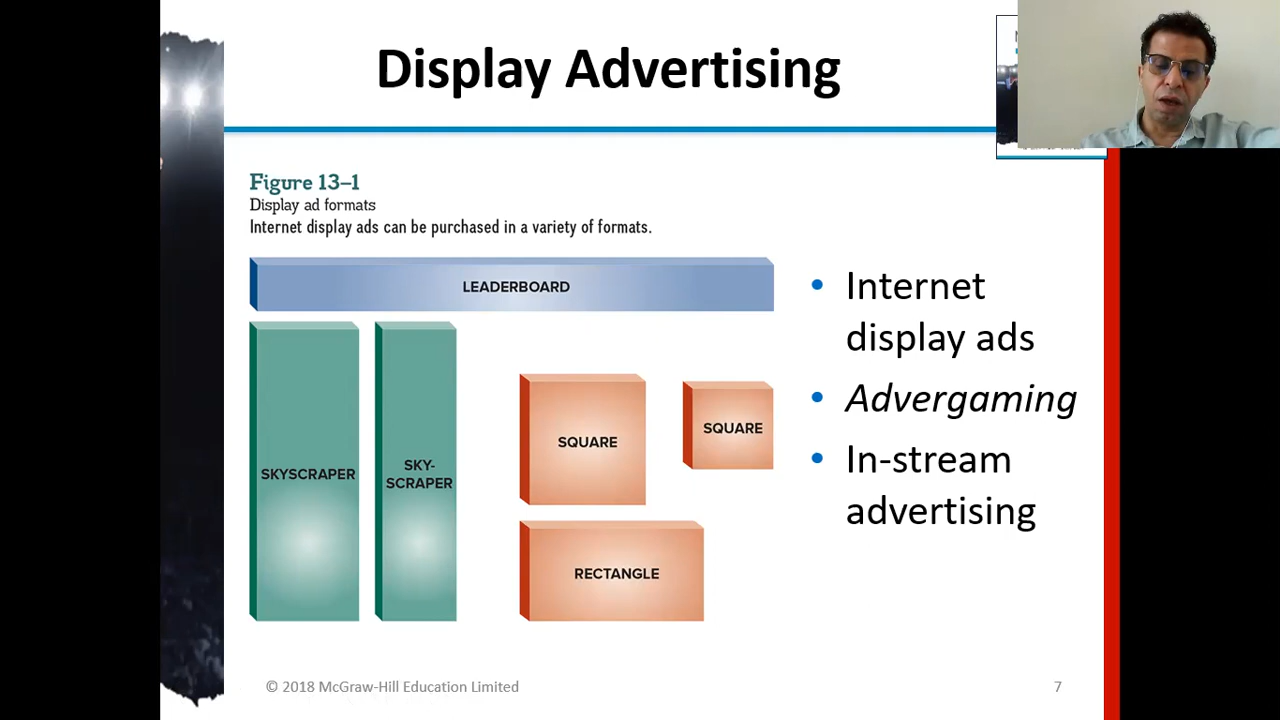 Display Advertising
Figure 13–1
Display ad formats
Internet display ads can be purchased in a variety of formats.
LEADERBOARD
SKYSCRAPER
SKY-
SCRAPER
SQUARE
SQUARE
RECTANGLE
• Internet
display ads
• Advergaming
• In-stream
advertising
© 2018 McGraw-Hill Education Limited
7